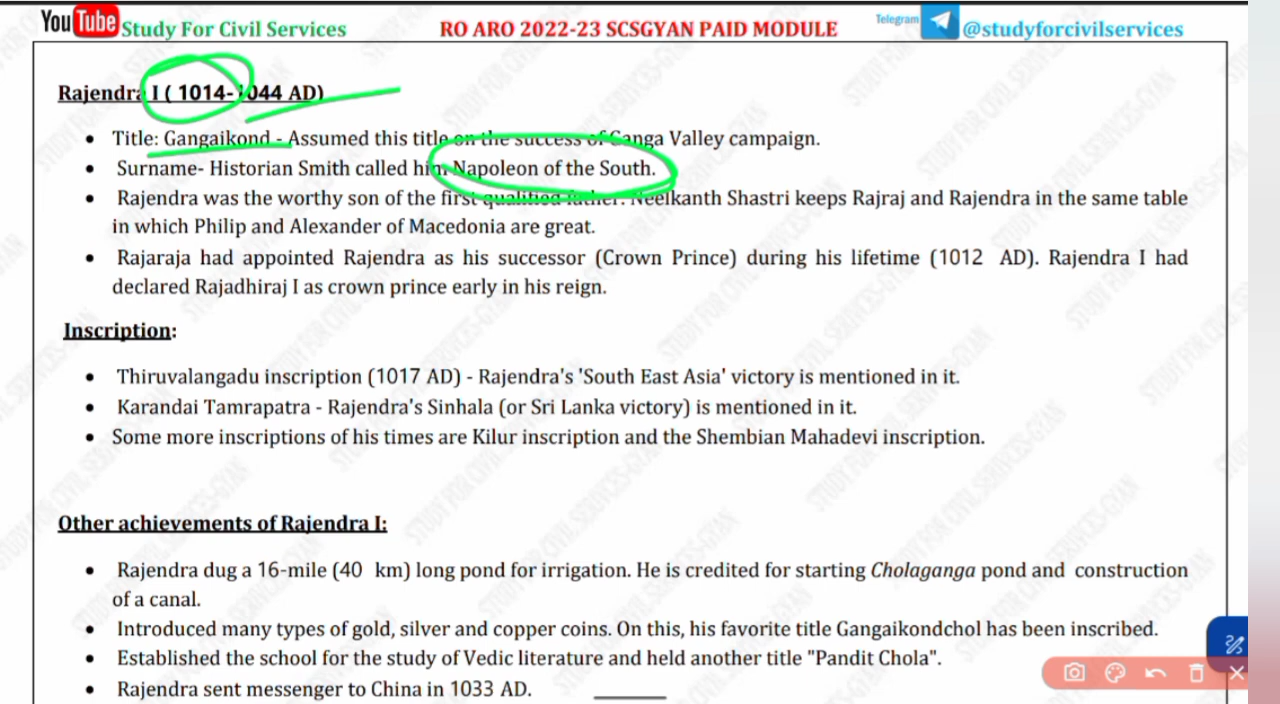 YouTube Study For Civil Services RO ARO 2022-23 SCSGYAN PAID MODULE Telegram @studyforcivilservices
Rajendra I ( 1014-1044 AD)
• Title: Gangaikond - Assumed this title on the success of Ganga Valley campaign.
• Surname- Historian Smith called him Napoleon of the South.
• Rajendra was the worthy son of the first qualified father. Neelkanth Shastri keeps Rajraj and Rajendra in the same table
in which Philip and Alexander of Macedonia are great.
• Rajaraja had appointed Rajendra as his successor (Crown Prince) during his lifetime (1012 AD). Rajendra I had
declared Rajadhiraj I as crown prince early in his reign.
Inscription:
• Thiruvalangadu inscription (1017 AD) - Rajendra's 'South East Asia' victory is mentioned in it.
• Karandai Tamrapatra - Rajendra's Sinhala (or Sri Lanka victory) is mentioned in it.
• Some more inscriptions of his times are Kilur inscription and the Shembian Mahadevi inscription.
Other achievements of Rajendra I:
• Rajendra dug a 16-mile (40 km) long pond for irrigation. He is credited for starting Cholaganga pond and construction
of a canal.
• Introduced many types of gold, silver and copper coins. On this, his favorite title Gangaikondchol has been inscribed.
• Established the school for the study of Vedic literature and held another title "Pandit Chola".
• Rajendra sent messenger to China in 1033 AD.